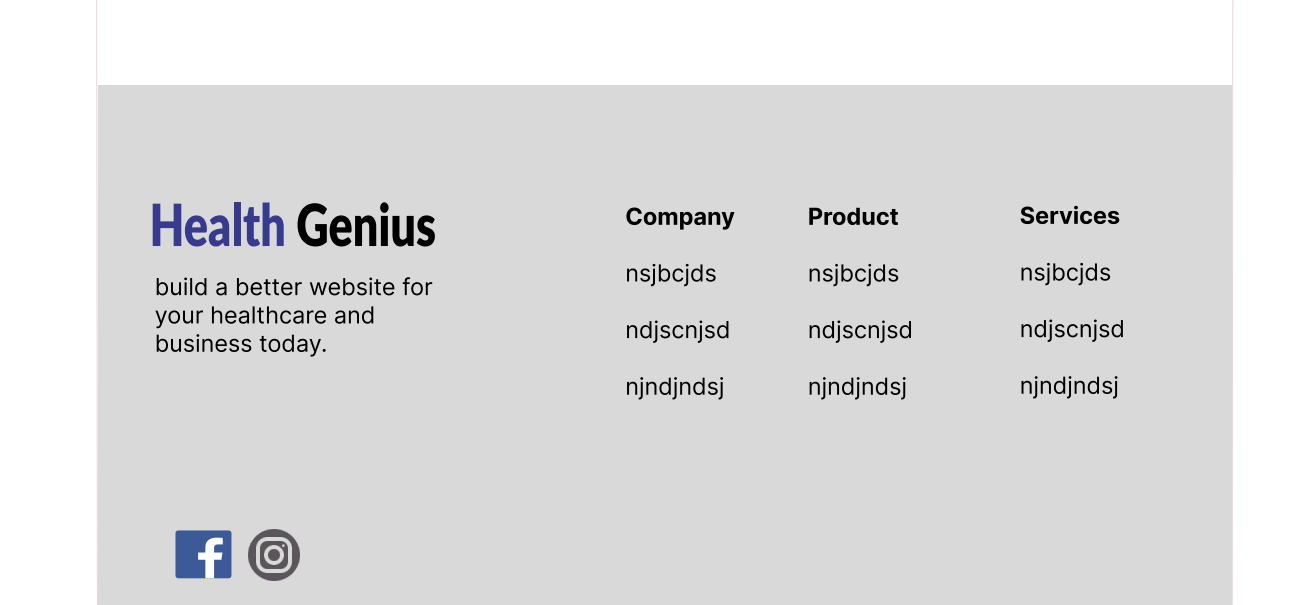 Health Genius
build a better website for
your healthcare and
business today.
Company
nsjbcjds
ndjscnjsd
njndjndsj
Product
nsjbcjds
ndjscnjsd
njndjndsj
Services
nsjbcjds
ndjscnjsd
njndjndsj